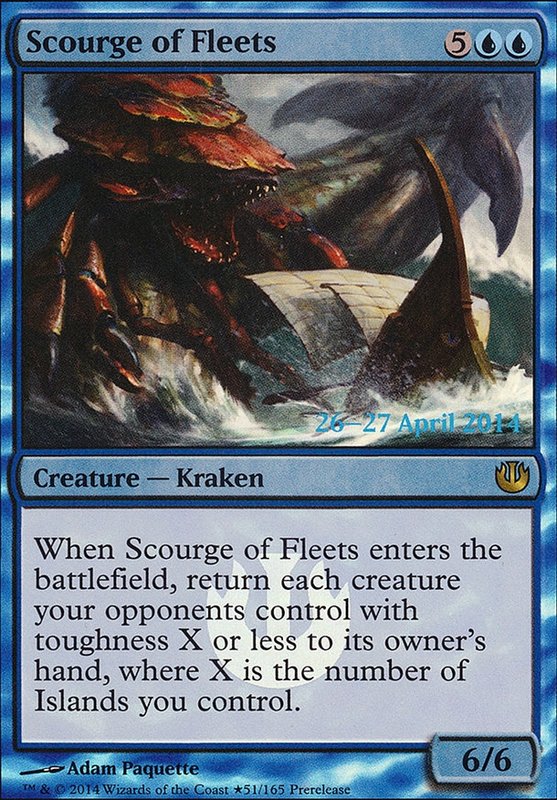 Scourge of Fleets 5
26–27 April 2014
Creature — Kraken
When Scourge of Fleets enters the
battlefield, return each creature
your opponents control with
toughness X or less to its owner's
hand, where X is the number of
Islands you control.
6/6
Adam Paquette
™ & © 2014 Wizards of the Coast ★51/165 Prerelease